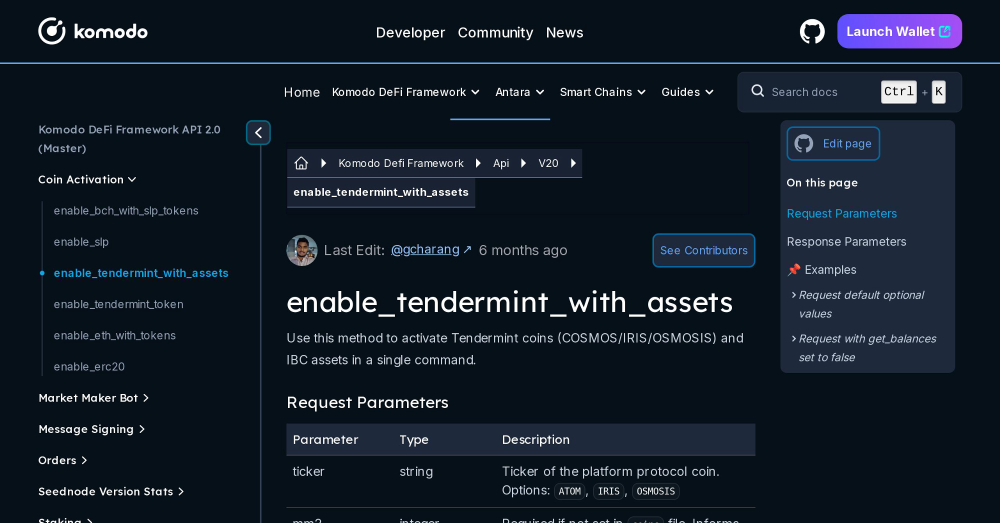 komodo
Developer Community News
Launch Wallet
Home Komodo DeFi Framework Antara Smart Chains Guides
Search docs Ctrl + K
Komodo DeFi Framework API 2.0
(Master)
Coin Activation
enable_bch_with_slp_tokens
enable_slp
enable_tendermint_with_assets
enable_tendermint_token
enable_eth_with_tokens
enable_erc20
Market Maker Bot
Message Signing
Orders
Seednode Version Stats
Staking
Komodo Defi Framework Api V20
enable_tendermint_with_assets
Last Edit: @gcharang ↗ 6 months ago
See Contributors
enable_tendermint_with_assets
Use this method to activate Tendermint coins (COSMOS/IRIS/OSMOSIS) and
IBC assets in a single command.
Request Parameters
Parameter Type Description
ticker string Ticker of the platform protocol coin.
Options: ATOM, IRIS, OSMOSIS
mm2 integer Required if not set in coins file. Informs
Edit page
On this page
Request Parameters
Response Parameters
📌 Examples
Request default optional
values
Request with get_balances
set to false